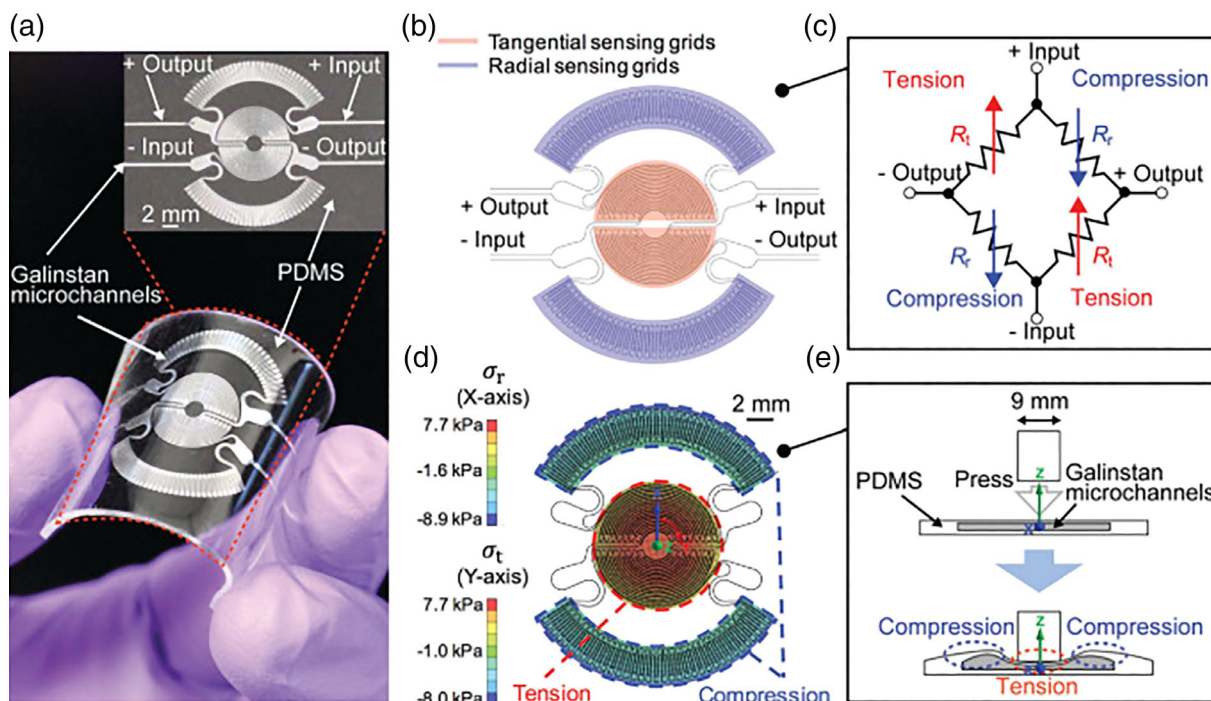 (a)
+ Output
+ Input
- Input
- Output
2 mm
Galinstan
microchannels
PDMS
(b)
Tangential sensing grids
Radial sensing grids
+ Output
+ Input
- Input
- Output
(c)
+ Input
Tension
Compression
Rt
Rr
- Output
+ Output
Rr
Rt
Compression
Tension
- Input
(d)
σr
(X-axis)
2 mm
7.7 kPa
-1.6 kPa
-8.9 kPa
σt
(Y-axis)
7.7 kPa
-1.0 kPa
-8.0 kPa
z
Tension
Compression
(e)
9 mm
z
PDMS
Press
Galinstan
microchannels
x
Compression
z
Compression
Tension